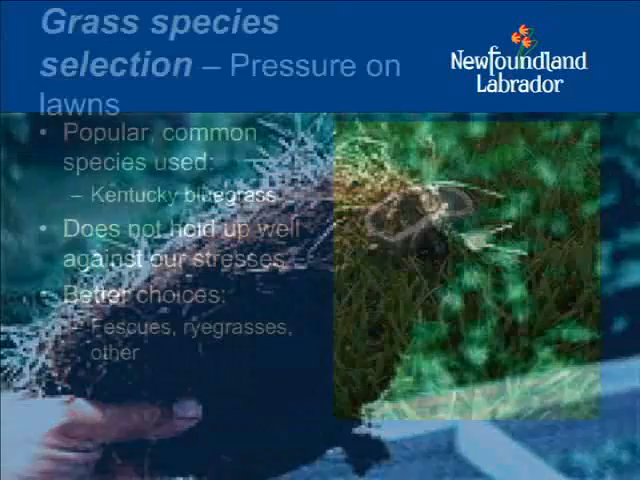 Grass species
selection – Pressure on
lawns
Newfoundland
Labrador
• Popular, common
species used:
– Kentucky bluegrass
• Does not hold up well
against our stresses
Better choices:
– Fescues, ryegrasses,
other